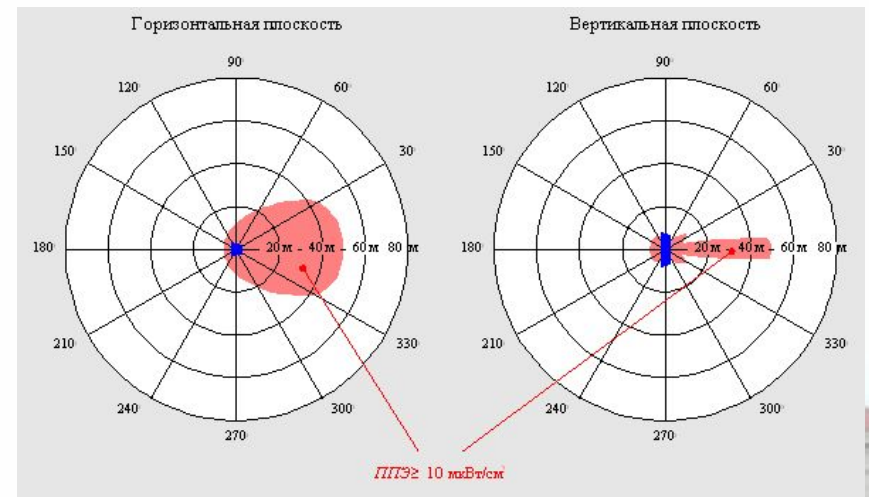 Горизонтальная плоскость
Вертикальная плоскость
90°
90°
120°
60°
120°
60°
150°
30°
150°
30°
180°
20 м
40 м
60 м
80 м
180°
20 м
40 м
60 м
80 м
210°
330
210°
330
240°
300°
240°
300°
270
270
ППЭ≥ 10 мкВт/см²